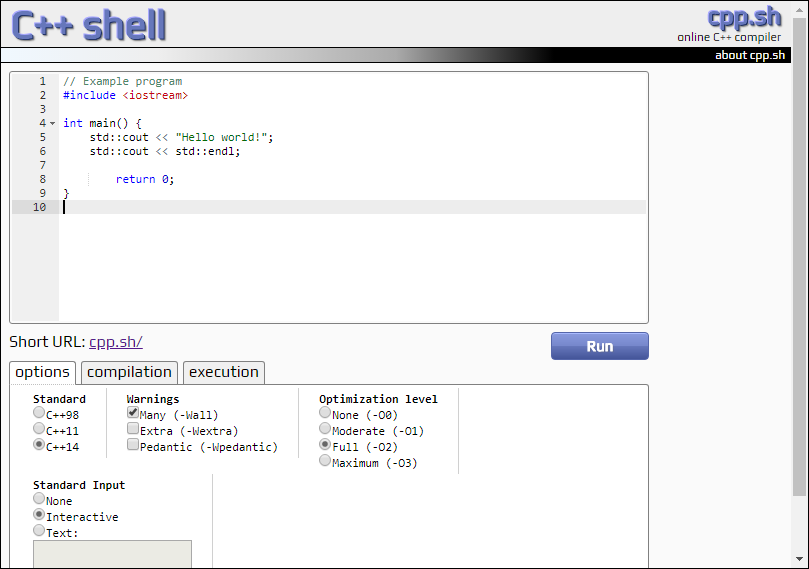 C++ shell
cpp.sh
online C++ compiler
about cpp.sh
1 // Example program
2 #include <iostream>
3
4 int main() {
5     std::cout << "Hello world!";
6     std::cout << std::endl;
7
8         return 0;
9 }
10
Short URL: cpp.sh/
Run
options compilation execution
Standard
C++98
C++11
C++14
Warnings
Many (-Wall)
Extra (-Wextra)
Pedantic (-Wpedantic)
Optimization level
None (-O0)
Moderate (-O1)
Full (-O2)
Maximum (-O3)
Standard Input
None
Interactive
Text: